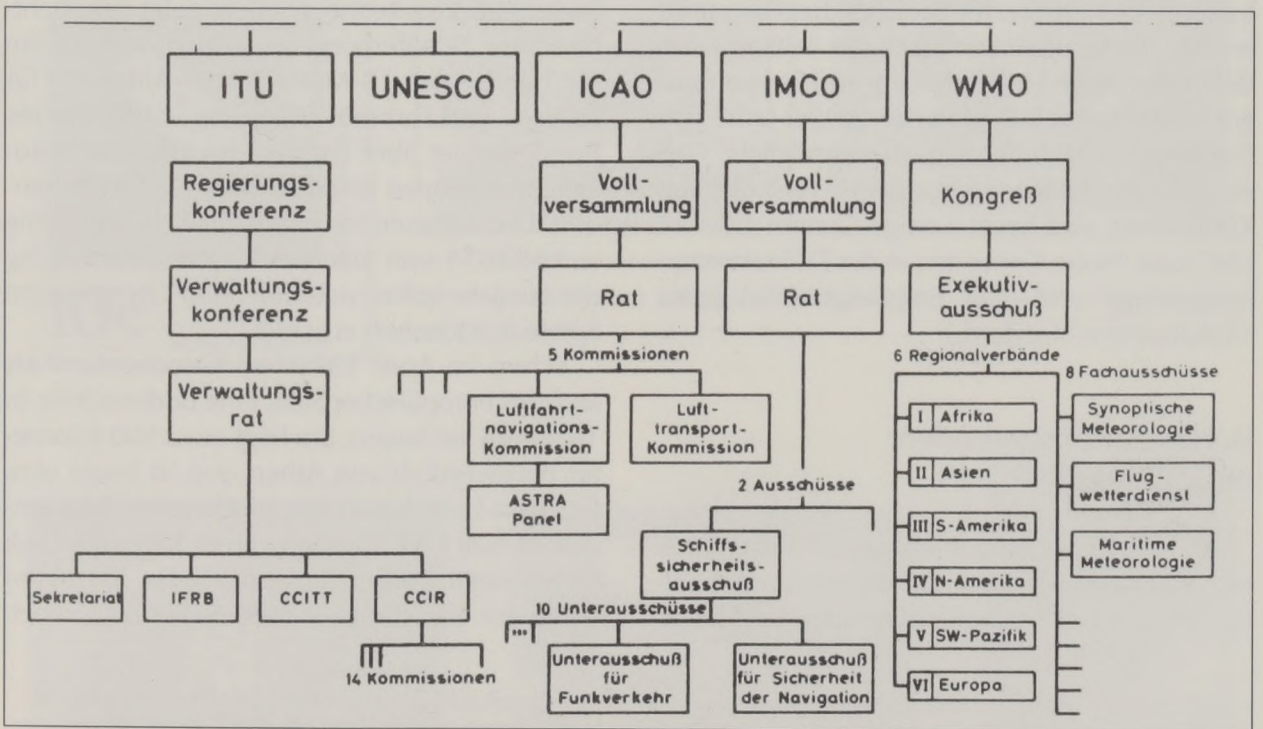 ITU
UNESCO
ICAO
IMCO
WMO
Regierungs-
konferenz
Voll-
versammlung
Voll-
versammlung
Kongreß
Verwaltungs-
konferenz
Rat
Rat
Exekutiv-
ausschuß
5 Kommissionen
6 Regionalverbände
8 Fachausschüsse
Verwaltungs-
rat
Luftfahrt-
navigations-
Kommission
Luft-
transport-
Kommission
I Afrika
Synoptische
Meteorologie
II Asien
Flug-
wetterdienst
ASTRA
Panel
2 Ausschüsse
III S-Amerika
Maritime
Meteorologie
Schiffs-
sicherheits-
ausschuß
IV N-Amerika
Sekretariat
IFRB
CCITT
CCIR
10 Unterausschüsse
V SW-Pazifik
14 Kommissionen
Unterausschuß
für
Funkverkehr
Unterausschuß
für Sicherheit
der Navigation
VI Europa